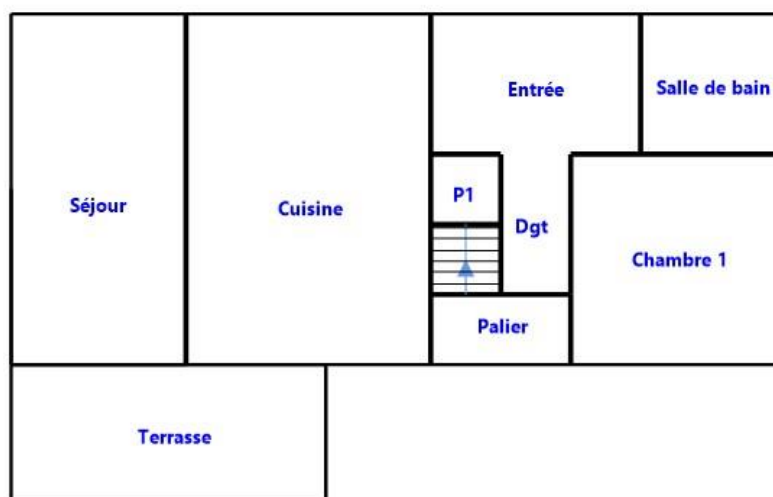 Salle de bain
Entrée
P1
Séjour
Cuisine
Dgt
Chambre 1
Palier
Terrasse